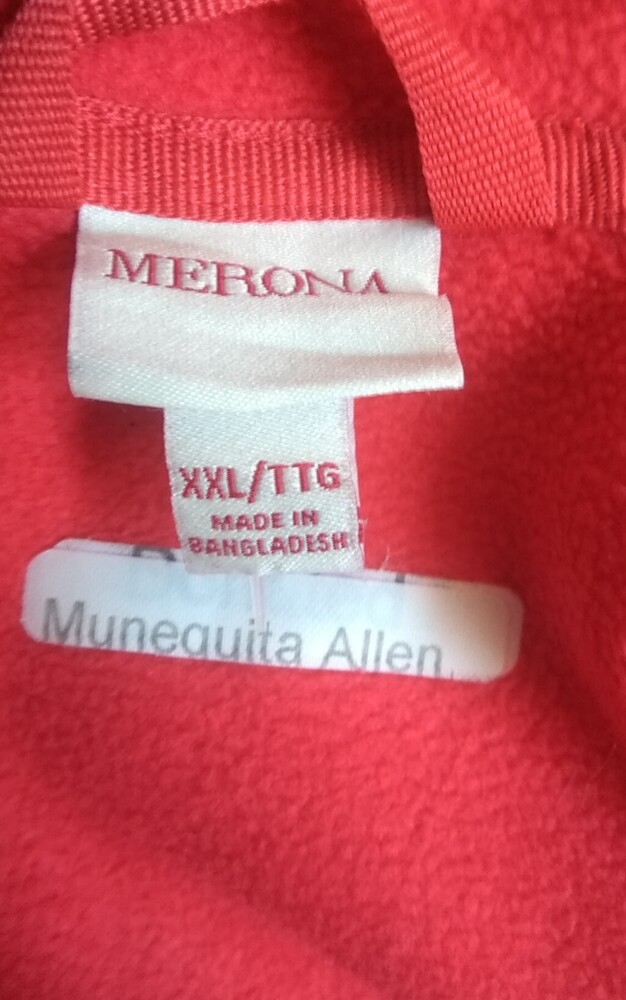 MERONA
XXL/TTG
MADE IN
BANGLADESH
Munequita Allen